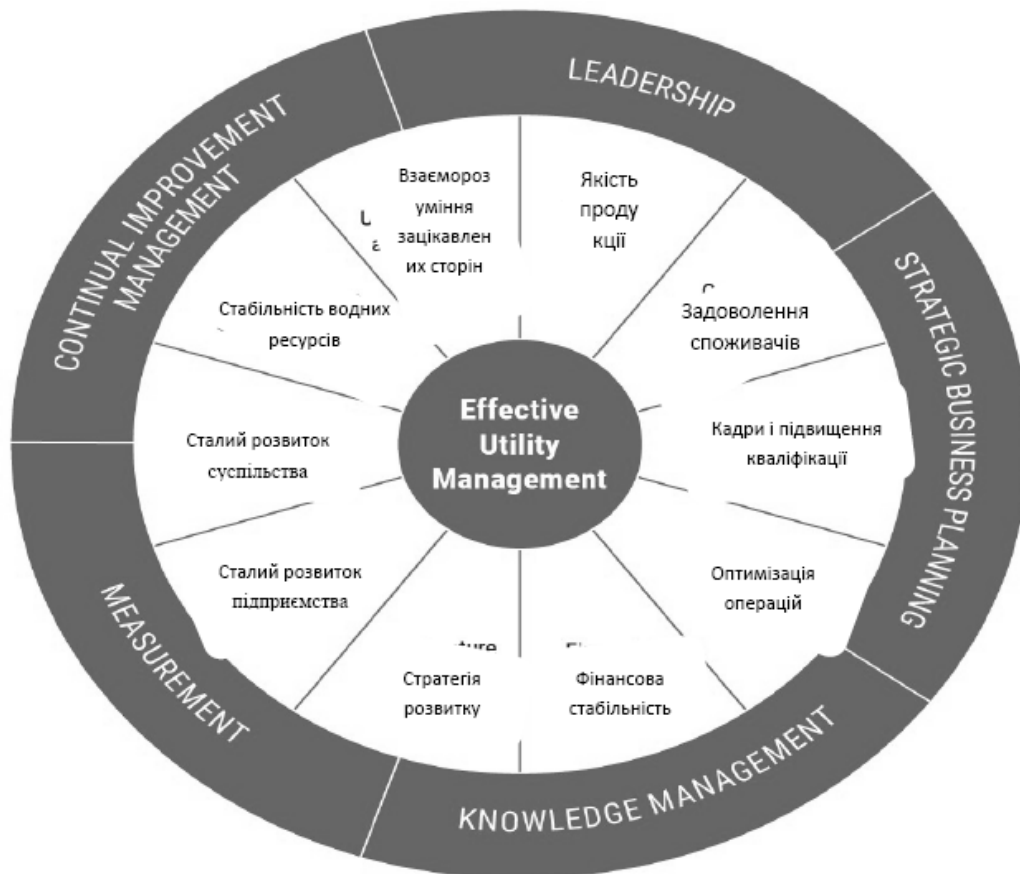 LEADERSHIP
STRATEGIC BUSINESS PLANNING
KNOWLEDGE MANAGEMENT
MEASUREMENT
CONTINUAL IMPROVEMENT
MANAGEMENT
Якість
проду
кції
Задоволення
споживачів
Кадри і підвищення
кваліфікації
Оптимізація
операцій
Фінансова
стабільність
Стратегія
розвитку
Сталий розвиток
підприємства
Сталий розвиток
суспільства
Стабільність водних
ресурсів
Взаємороз
уміння
зацікавлен
их сторін
Effective
Utility
Management